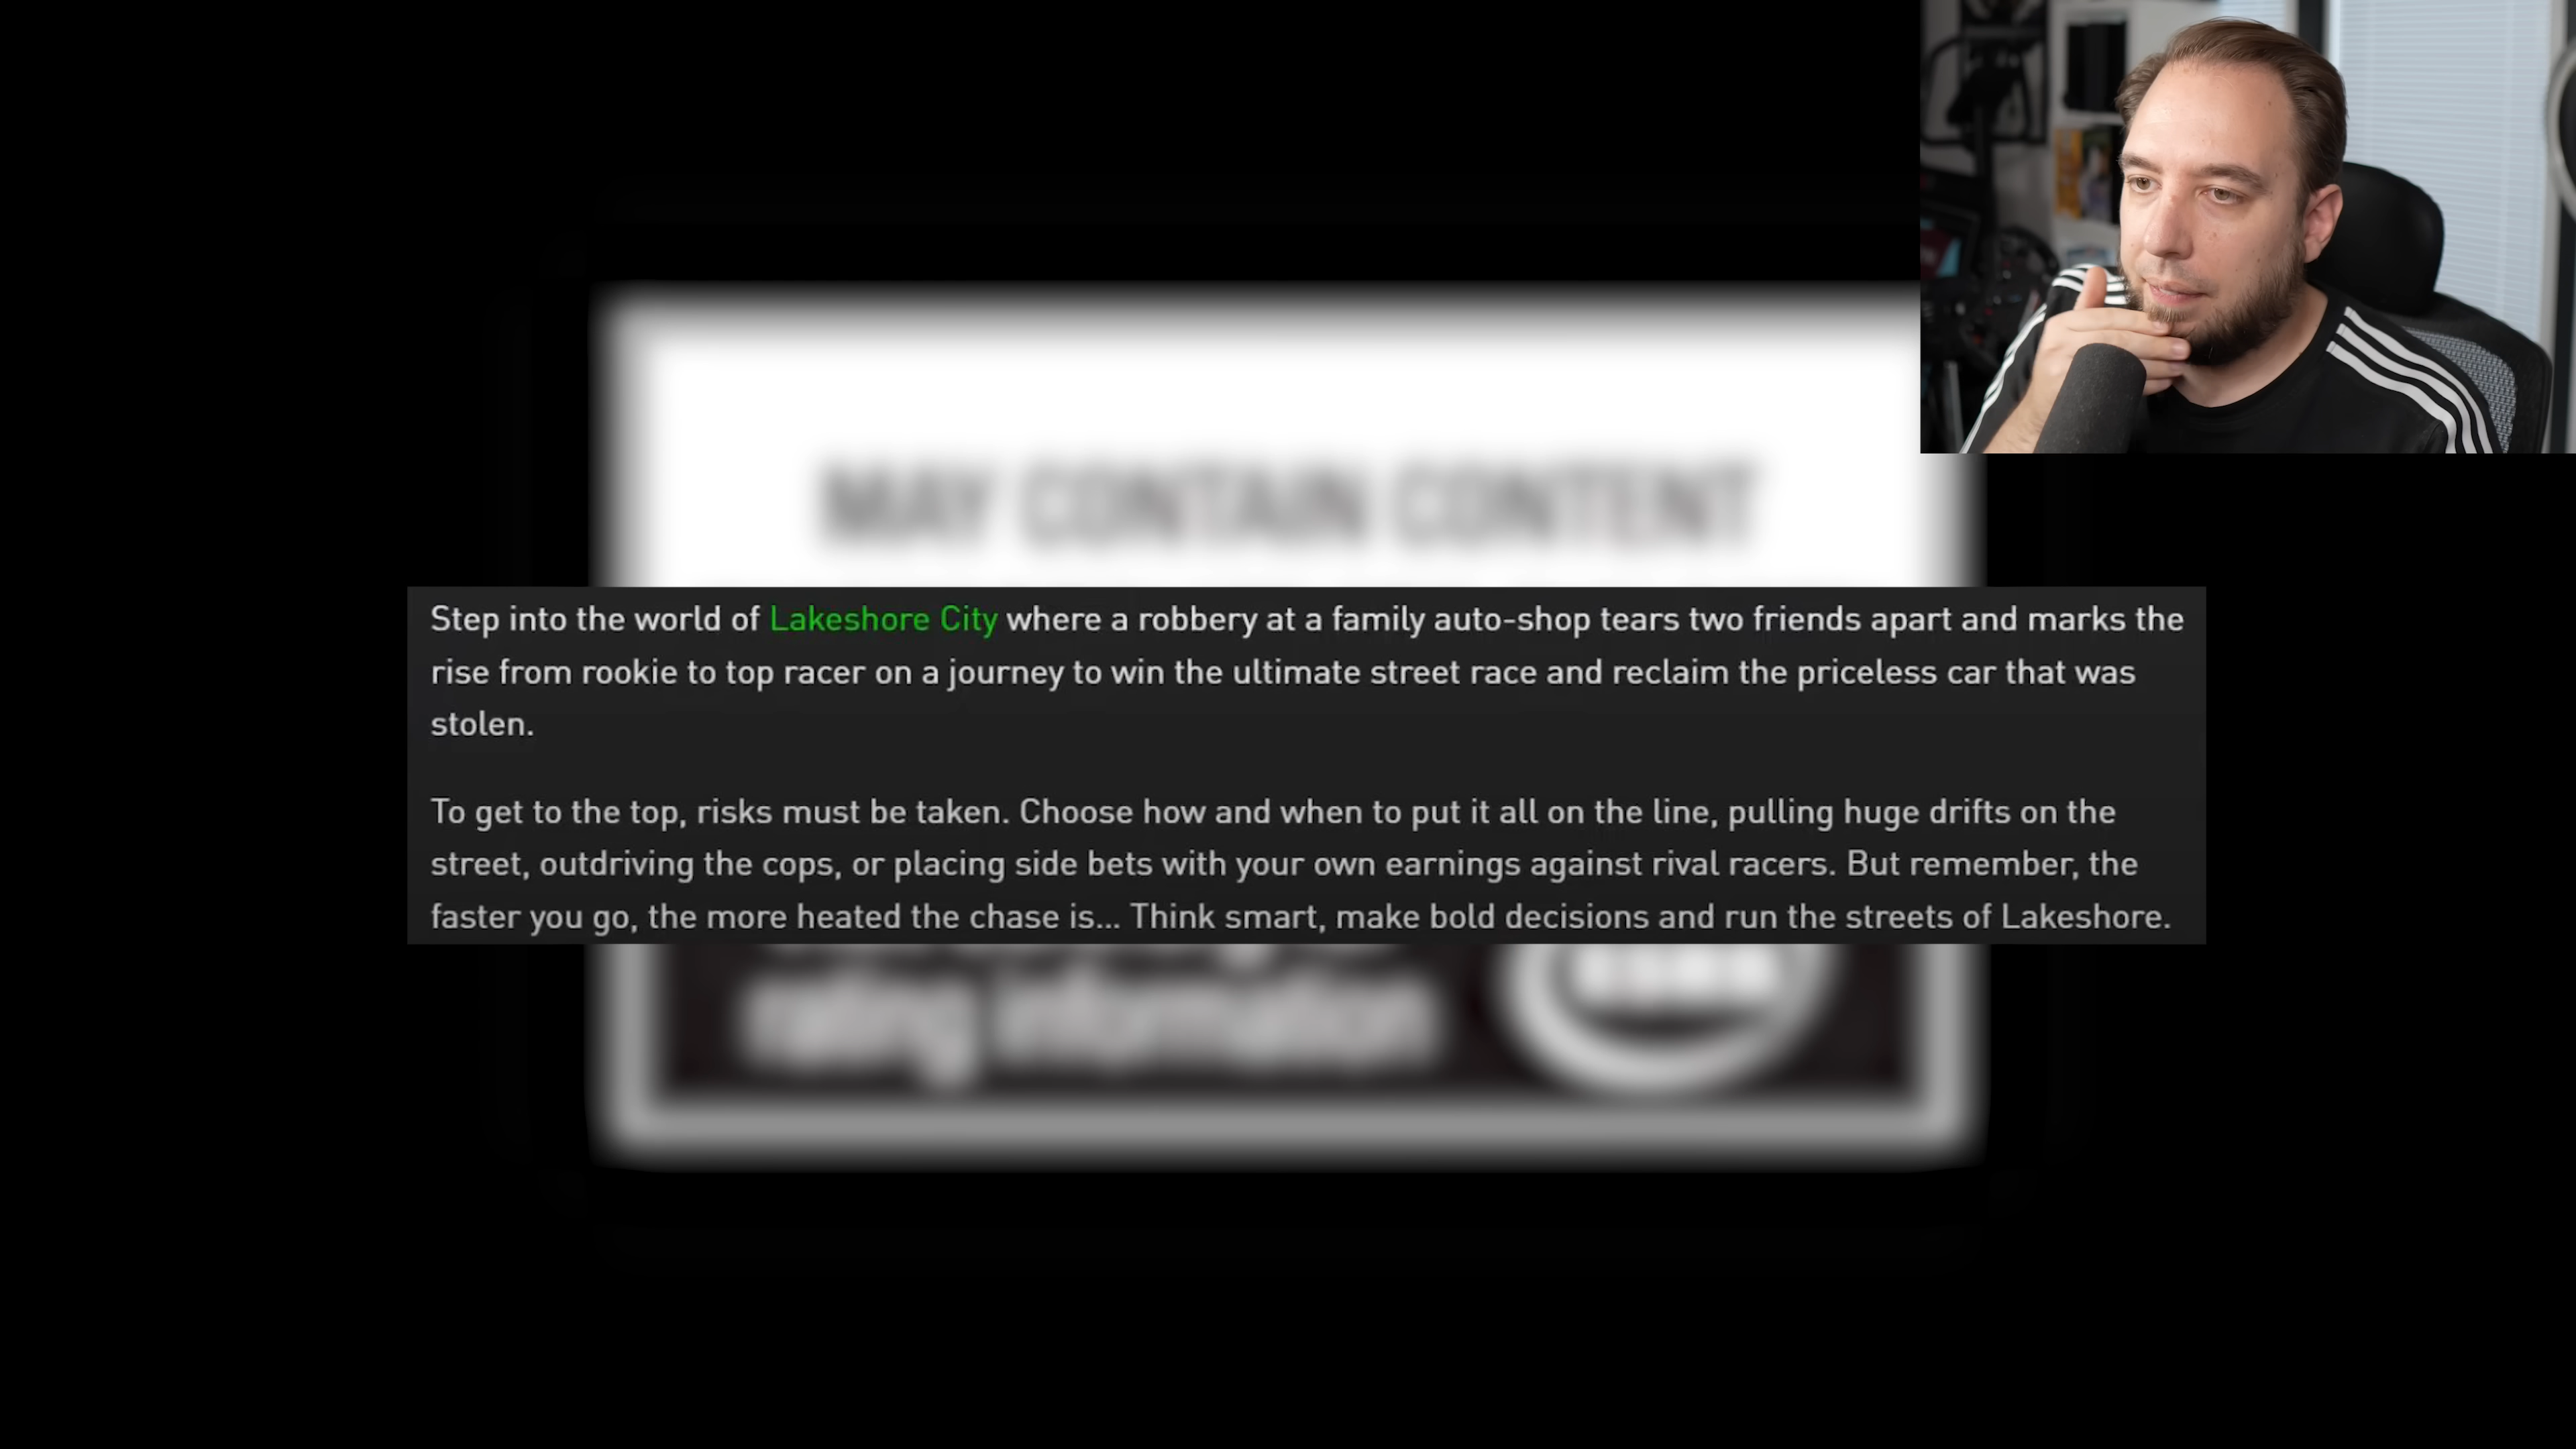 MAY CONTAIN CONTENT
Step into the world of Lakeshore City where a robbery at a family auto-shop tears two friends apart and marks the
rise from rookie to top racer on a journey to win the ultimate street race and reclaim the priceless car that was
stolen.
To get to the top, risks must be taken. Choose how and when to put it all on the line, pulling huge drifts on the
street, outdriving the cops, or placing side bets with your own earnings against rival racers. But remember, the
faster you go, the more heated the chase is... Think smart, make bold decisions and run the streets of Lakeshore.
rating information